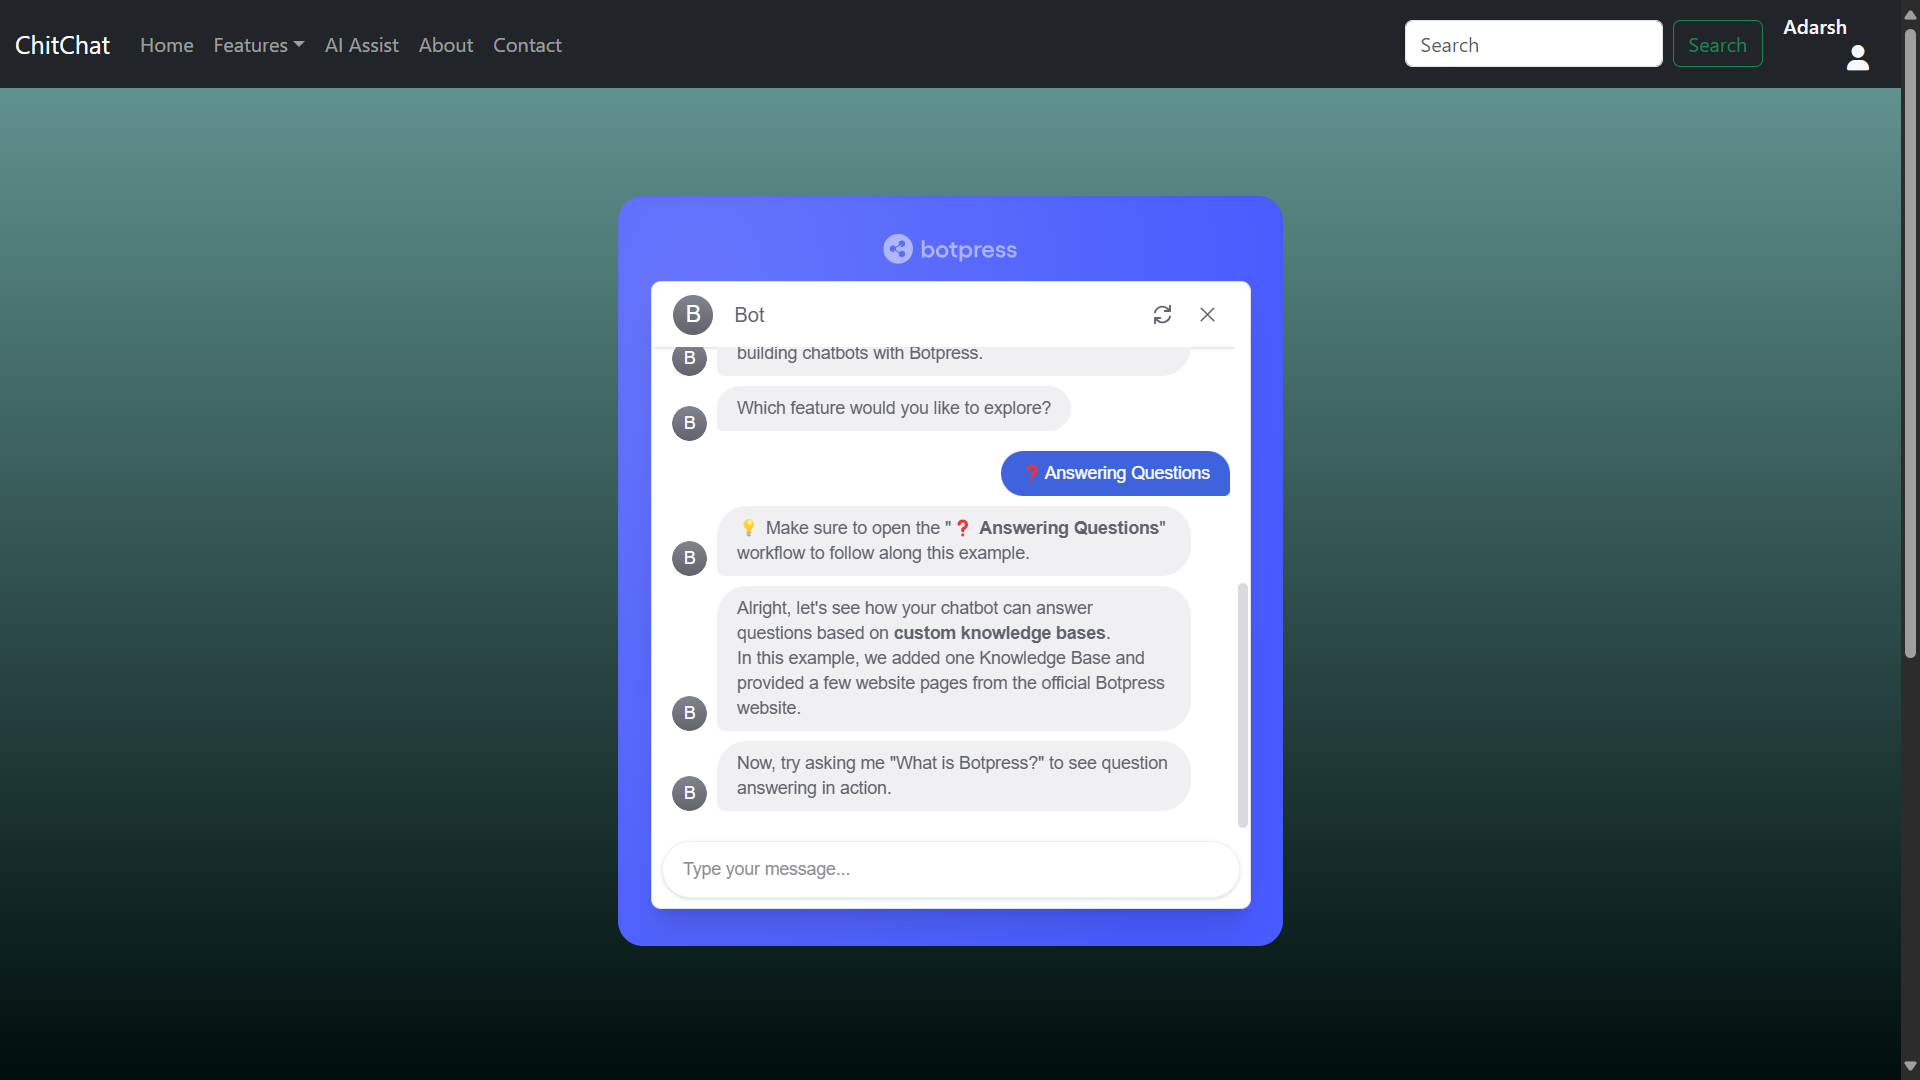 ChitChat Home Features AI Assist About Contact Search Search Adarsh
botpress
B Bot
building chatbots with Botpress.
B
Which feature would you like to explore?
B
❓ Answering Questions
💡 Make sure to open the "❓ Answering Questions"
workflow to follow along this example.
B
Alright, let's see how your chatbot can answer
questions based on custom knowledge bases.
In this example, we added one Knowledge Base and
provided a few website pages from the official Botpress
website.
B
Now, try asking me "What is Botpress?" to see question
answering in action.
B
Type your message...